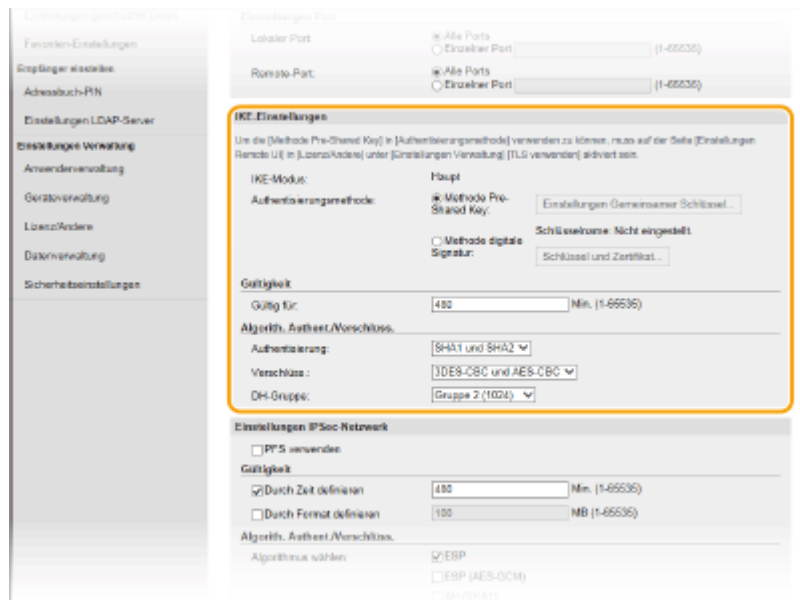 Favoriten-Einstellungen
Empfänger einstellen
Adressbuch-PIN
Einstellungen LDAP-Server
Einstellungen Verwaltung
Anwenderverwaltung
Geräteverwaltung
Lizenz/Andere
Datenverwaltung
Sicherheitseinstellungen
Einstellungen Port
Lokaler Port:
Alle Ports
Einzelner Port (1-65535)
Remote-Port:
Alle Ports
Einzelner Port (1-65535)
IKE-Einstellungen
Um die [Methode Pre-Shared Key] in [Authentisierungsmethode] verwenden zu können, muss auf der Seite [Einstellungen
Remote UI] in [Lizenz/Andere] unter [Einstellungen Verwaltung] [TLS verwenden] aktiviert sein.
IKE-Modus: Haupt
Authentisierungsmethode: Methode Pre-
Shared Key: Einstellungen Gemeinsamer Schlüssel...
Schlüsselname: Nicht eingestellt.
Methode digitale
Signatur: Schlüssel und Zertifikat...
Gültigkeit
Gültig für: 480 Min. (1-65535)
Algorith. Authent./Verschlüss.
Authentisierung: SHA1 und SHA2
Verschlüss.: 3DES-CBC und AES-CBC
DH-Gruppe: Gruppe 2 (1024)
Einstellungen IPSec-Netzwerk
PFS verwenden
Gültigkeit
Durch Zeit definieren 480 Min. (1-65535)
Durch Format definieren 100 MB (1-65535)
Algorith. Authent./Verschlüss.
Algorithmus wählen: ESP
ESP (AES-GCM)
AH (SHA1)